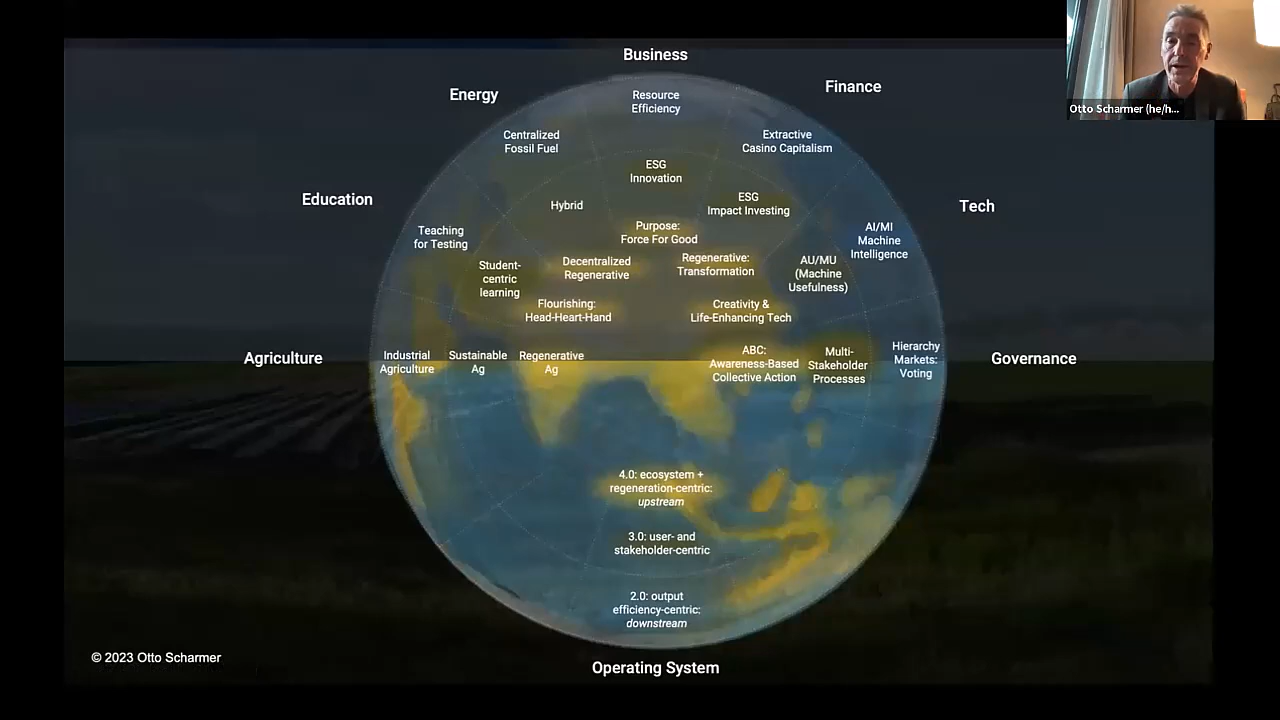 Business
Energy
Finance
Resource
Efficiency
Centralized
Fossil Fuel
Extractive
Casino Capitalism
Otto Scharmer (he/h...
Education
ESG
Innovation
Hybrid
ESG
Impact Investing
Tech
Teaching
for Testing
Purpose:
Force For Good
AI/MI
Machine
Intelligence
Student-
centric
learning
Decentralized
Regenerative
Regenerative:
Transformation
AU/MU
(Machine
Usefulness)
Flourishing:
Head-Heart-Hand
Creativity &
Life-Enhancing Tech
Agriculture
Industrial
Agriculture
Sustainable
Ag
Regenerative
Ag
ABC:
Awareness-Based
Collective Action
Multi-
Stakeholder
Processes
Hierarchy
Markets:
Voting
Governance
4.0: ecosystem +
regeneration-centric:
upstream
3.0: user- and
stakeholder-centric
2.0: output
efficiency-centric:
downstream
© 2023 Otto Scharmer
Operating System